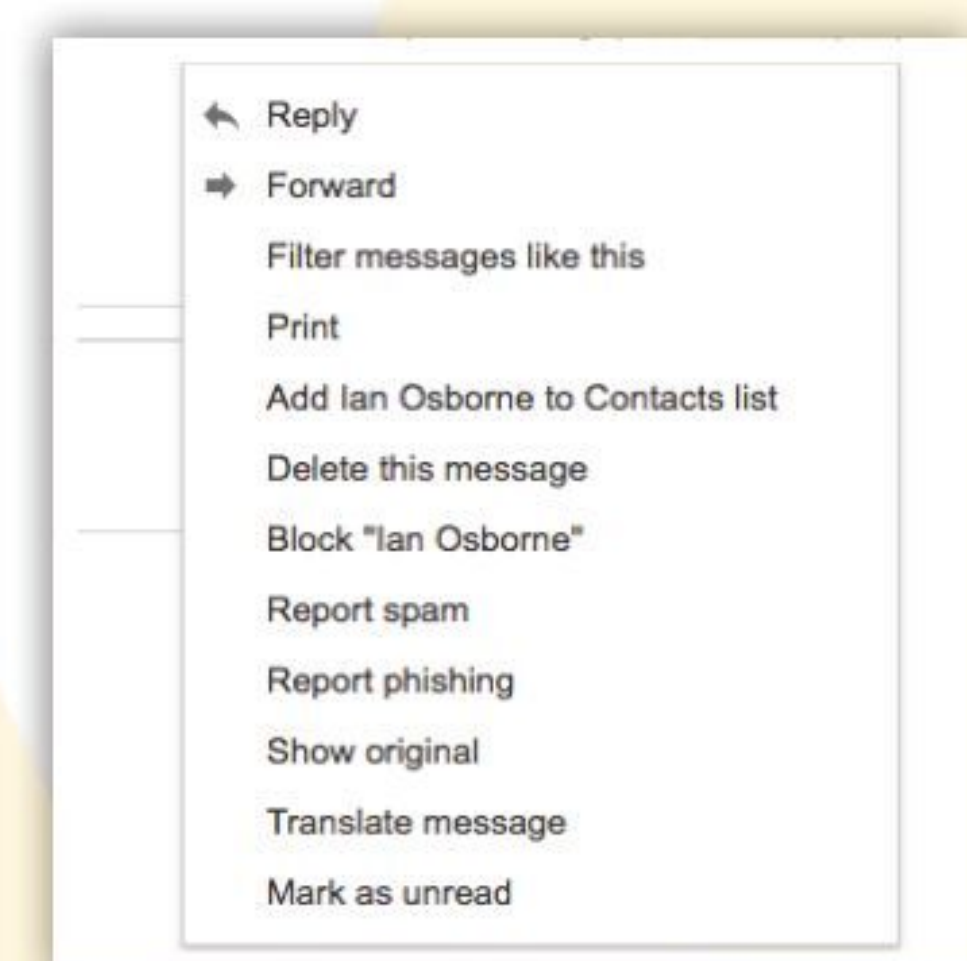 Reply
Forward
Filter messages like this
Print
Add Ian Osborne to Contacts list
Delete this message
Block "Ian Osborne"
Report spam
Report phishing
Show original
Translate message
Mark as unread